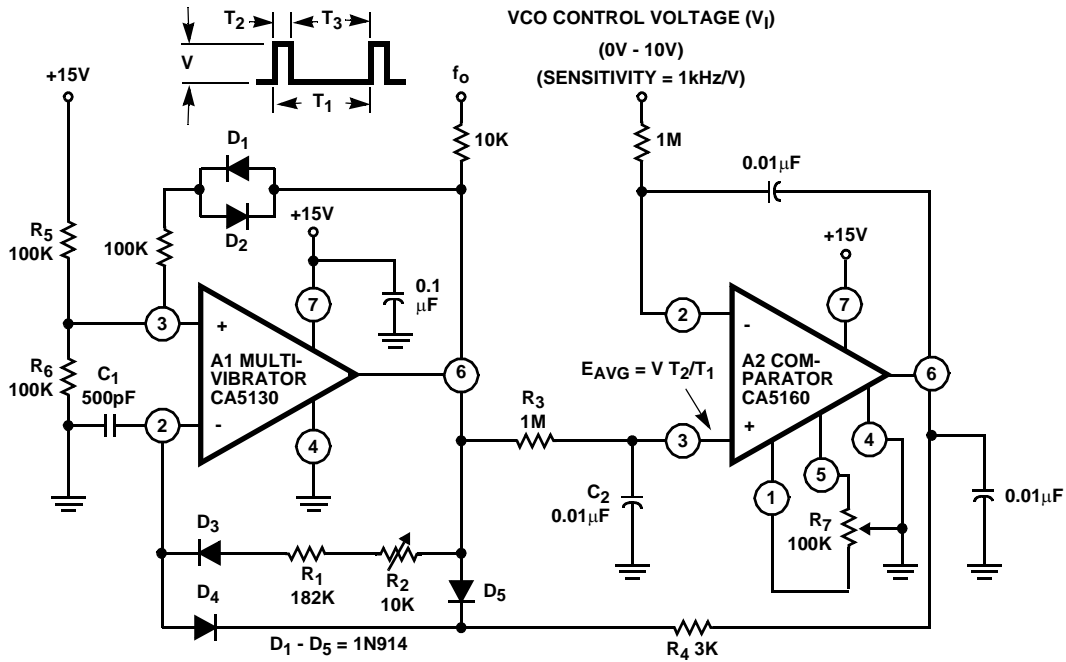 T2 T3
V
T1
+15V
fo
VCO CONTROL VOLTAGE (VI)
(0V - 10V)
(SENSITIVITY = 1kHz/V)
10K
1M
0.01μF
D1
D2
+15V
+15V
R5
100K
100K
0.1
μF
7
7
3
+
2
-
R6
100K
C1
500pF
A1 MULTI-
VIBRATOR
CA5130
6
EAVG = V T2/T1
A2 COM-
PARATOR
CA5160
6
2
-
R3
1M
3
+
4
4
5
1
C2
0.01μF
R7
100K
0.01μF
D3
R1
182K
R2
10K
D5
D4
D1 - D5 = 1N914
R4 3K